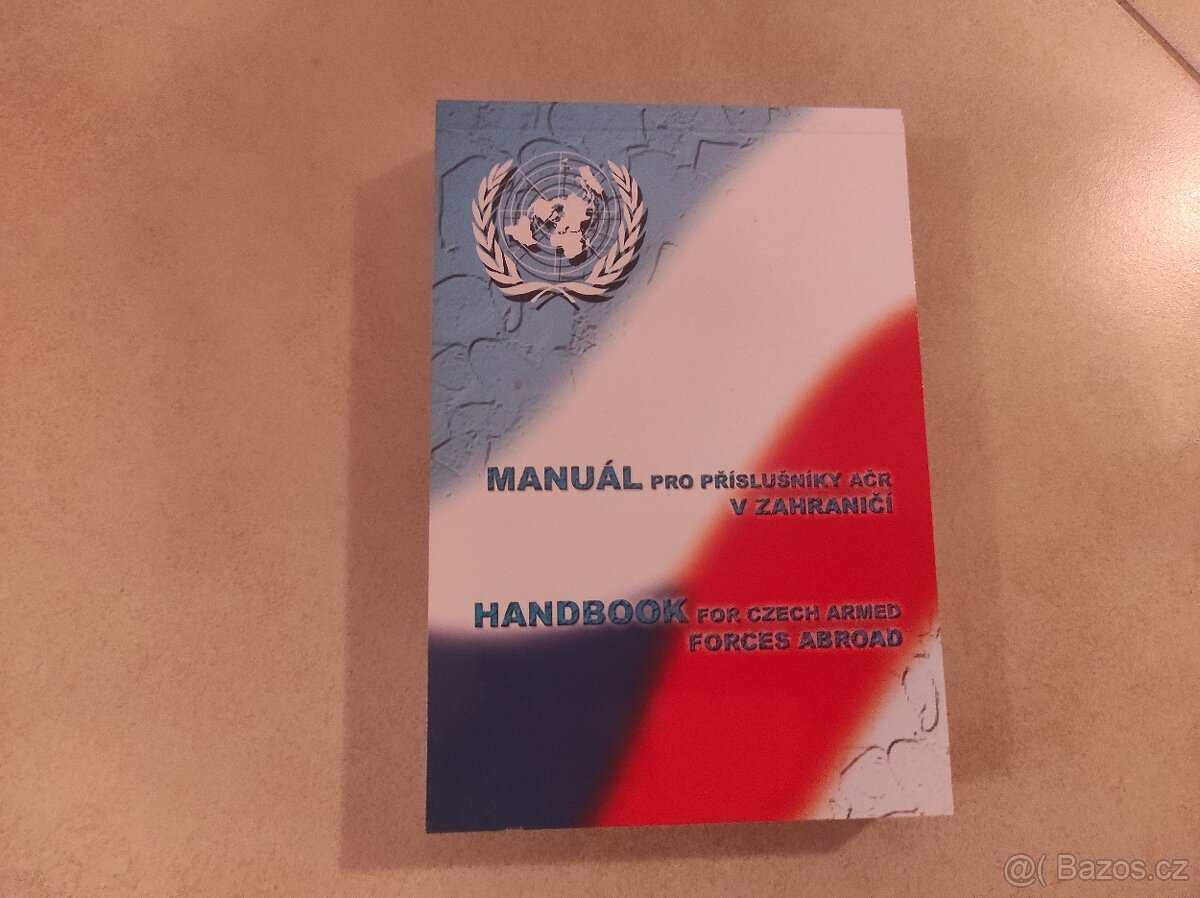 MANUÁL PRO PŘÍSLUŠNÍKY AČR
V ZAHRANIČÍ
HANDBOOK FOR CZECH ARMED
FORCES ABROAD
@( Bazos.cz